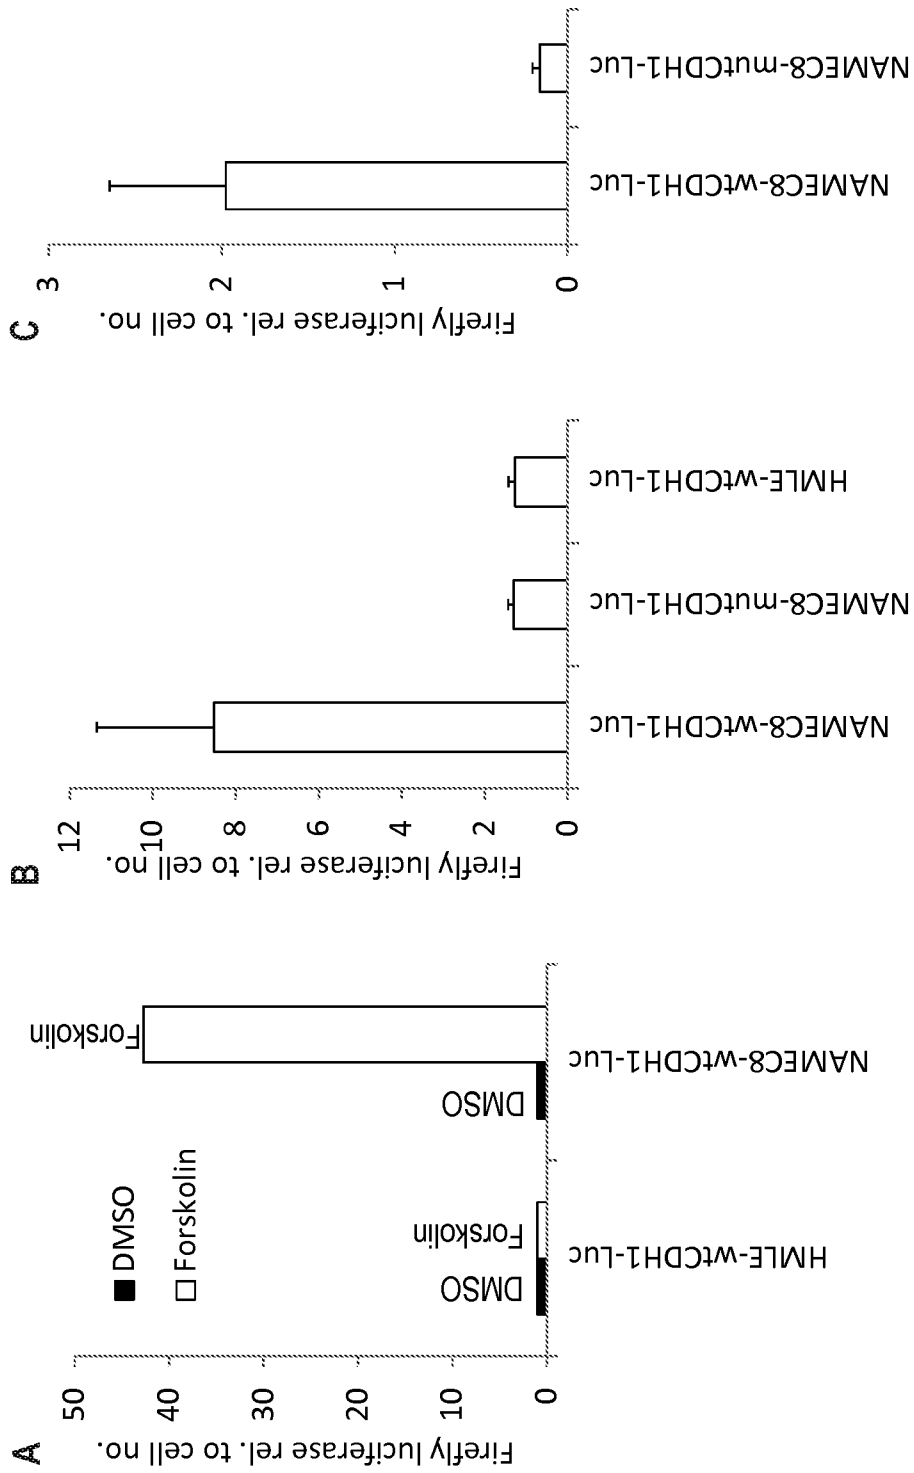 A
Firefly luciferase rel. to cell no.
50
40
30
20
10
0
DMSO
Forskolin
DMSO
Forskolin
DMSO
Forskolin
HMLE-wtCDH1-Luc
NAMEC8-wtCDH1-Luc
B
Firefly luciferase rel. to cell no.
12
10
8
6
4
2
0
NAMEC8-wtCDH1-Luc
NAMEC8-mutCDH1-Luc
HMLE-wtCDH1-Luc
C
Firefly luciferase rel. to cell no.
3
2
1
0
NAMEC8-wtCDH1-Luc
NAMEC8-mutCDH1-Luc